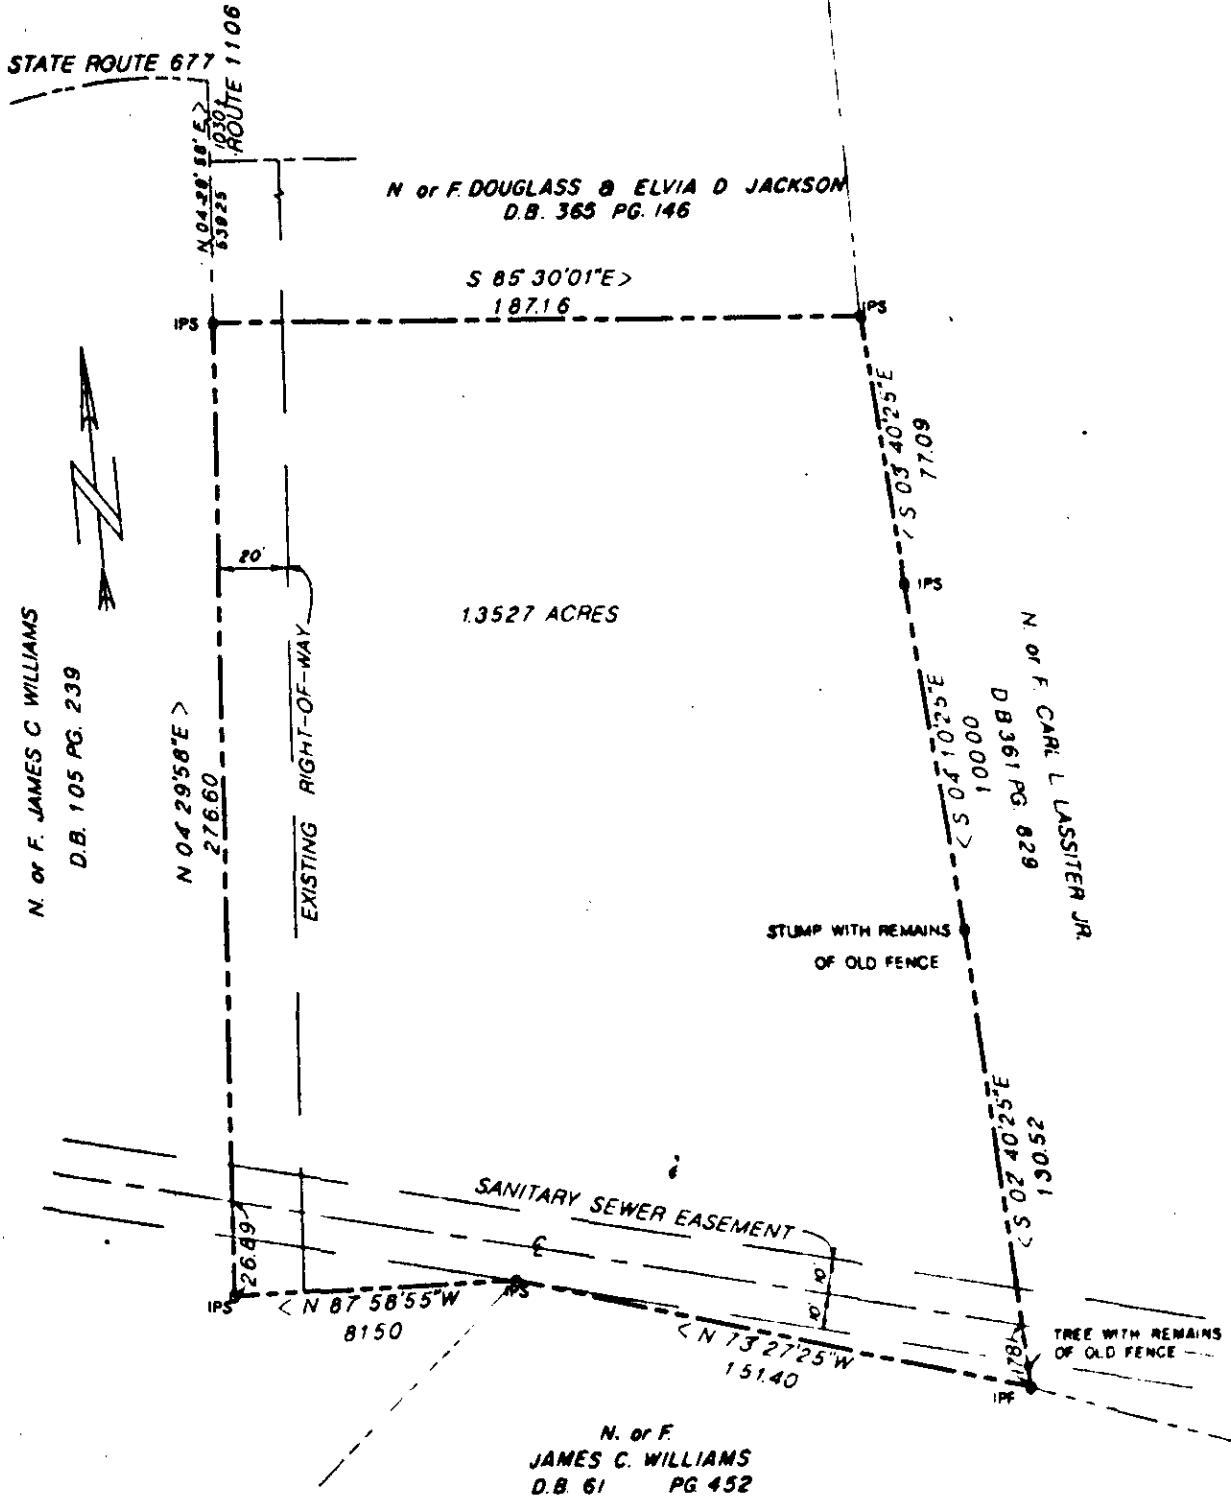 STATE ROUTE 677
ROUTE 1106
1030±
N 04 29' 58" E >
539.25
N or F. DOUGLASS & ELVIA D JACKSON
D.B. 365 PG. 146
S 85 30'01"E >
187.16
IPS
IPS
< S 03 40'25"E
77.09
IPS
20'
1.3527 ACRES
EXISTING RIGHT-OF-WAY
N. or F. JAMES C WILLIAMS
D.B. 105 PG. 239
N 04 29'58"E >
276.60
N. or F. CARL L LASSITER JR.
D B 361 PG. 829
< S 04 10'25"E
100.00
STUMP WITH REMAINS
OF OLD FENCE
< S 02 40'25"E
130.52
SANITARY SEWER EASEMENT
10'
10'
26.89
IPS
< N 87 58'55"W
81.50
IPS
< N 73 27'25"W
151.40
TREE WITH REMAINS
OF OLD FENCE
IPF
N. or F.
JAMES C. WILLIAMS
D.B. 61 PG. 452